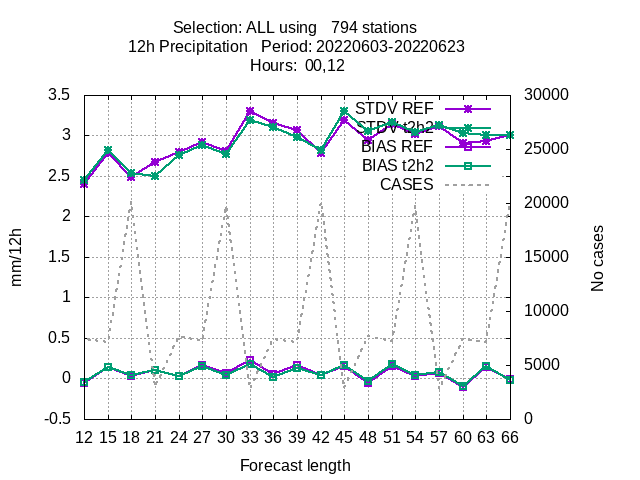 Selection: ALL using   794 stations
12h Precipitation   Period: 20220603-20220623
Hours:  00,12
STDV REF
STDV t2h2
BIAS REF
BIAS t2h2
CASES
3.5
3
2.5
2
1.5
1
0.5
0
-0.5
mm/12h
30000
25000
20000
15000
10000
5000
0
No cases
12 15 18 21 24 27 30 33 36 39 42 45 48 51 54 57 60 63 66
Forecast length